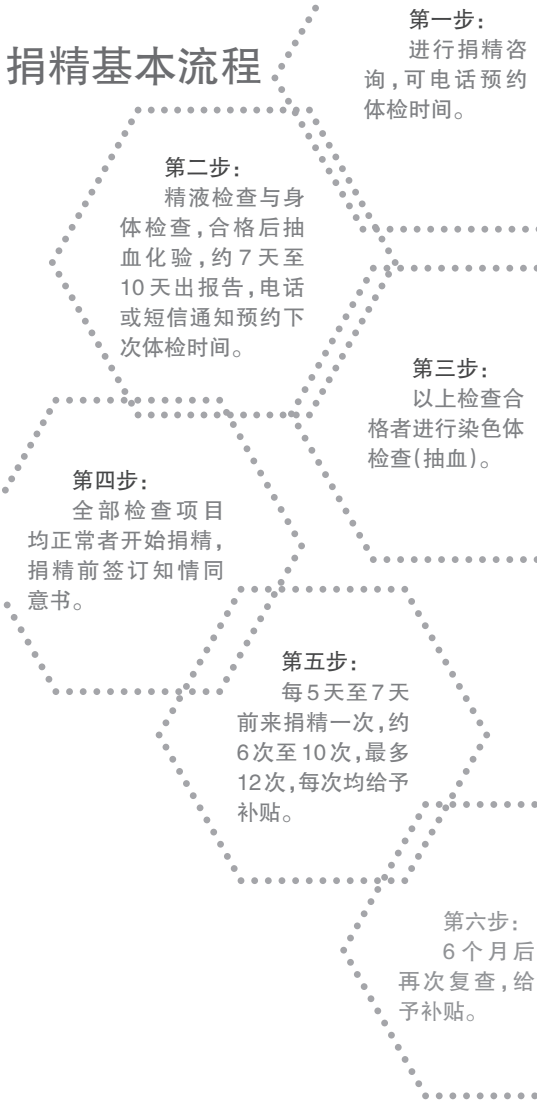 捐精基本流程
第一步：
进行捐精咨
询，可电话预约
体检时间。
第二步：
精液检查与身
体检查，合格后抽
血化验，约7天至
10天出报告，电话
或短信通知预约下
次体检时间。
第三步：
以上检查合
格者进行染色体
检查(抽血)。
第四步：
全部检查项目
均正常者开始捐精，
捐精前签订知情同
意书。
第五步：
每5天至7天
前来捐精一次，约
6次至10次，最多
12次，每次均给予
补贴。
第六步：
6个月后
再次复查，给
予补贴。